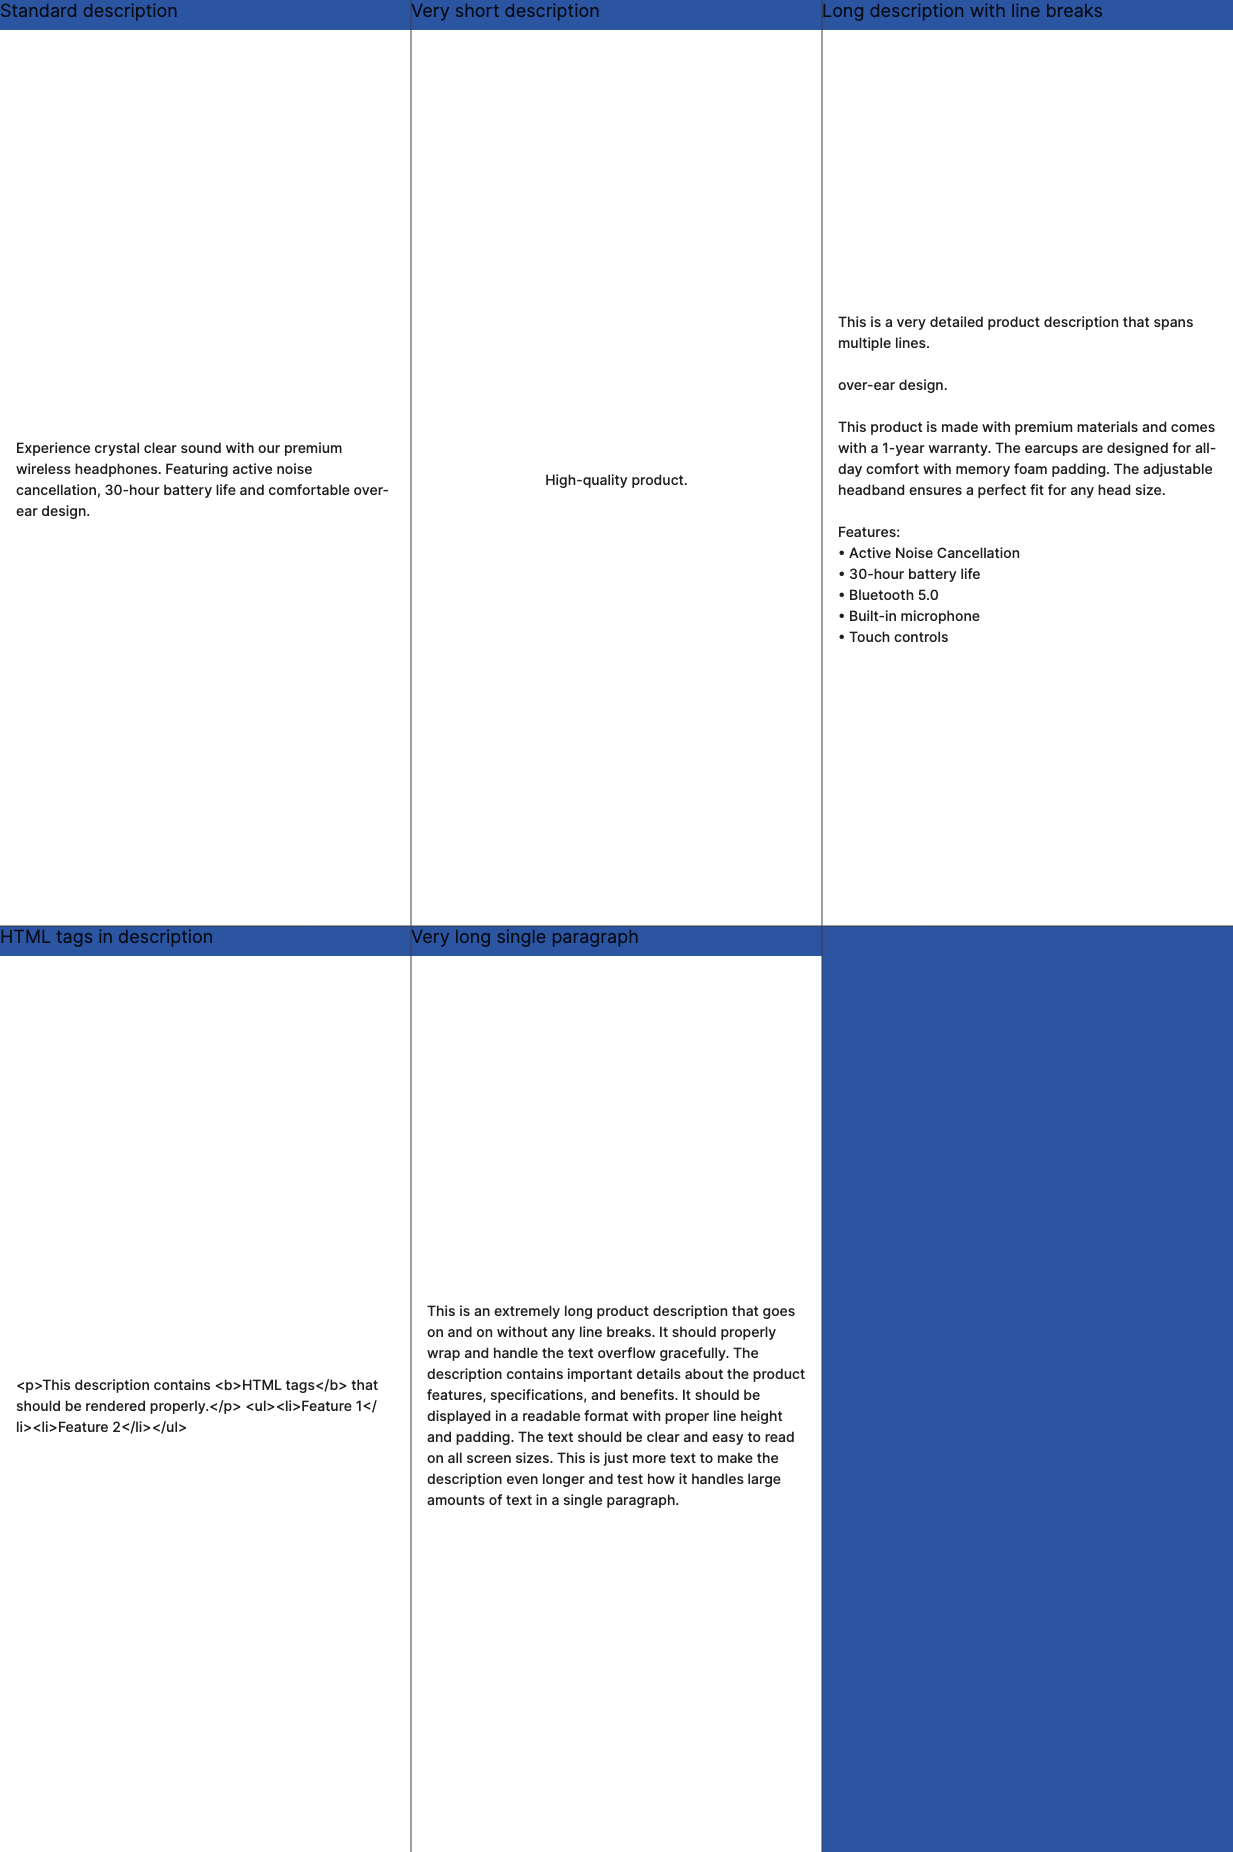 Standard description
Very short description
Long description with line breaks
Experience crystal clear sound with our premium
wireless headphones. Featuring active noise
cancellation, 30-hour battery life and comfortable over-
ear design.
High-quality product.
This is a very detailed product description that spans
multiple lines.
over-ear design.
This product is made with premium materials and comes
with a 1-year warranty. The earcups are designed for all-
day comfort with memory foam padding. The adjustable
headband ensures a perfect fit for any head size.
Features:
• Active Noise Cancellation
• 30-hour battery life
• Bluetooth 5.0
• Built-in microphone
• Touch controls
HTML tags in description
Very long single paragraph
<p>This description contains <b>HTML tags</b> that
should be rendered properly.</p> <ul><li>Feature 1</
li><li>Feature 2</li></ul>
This is an extremely long product description that goes
on and on without any line breaks. It should properly
wrap and handle the text overflow gracefully. The
description contains important details about the product
features, specifications, and benefits. It should be
displayed in a readable format with proper line height
and padding. The text should be clear and easy to read
on all screen sizes. This is just more text to make the
description even longer and test how it handles large
amounts of text in a single paragraph.